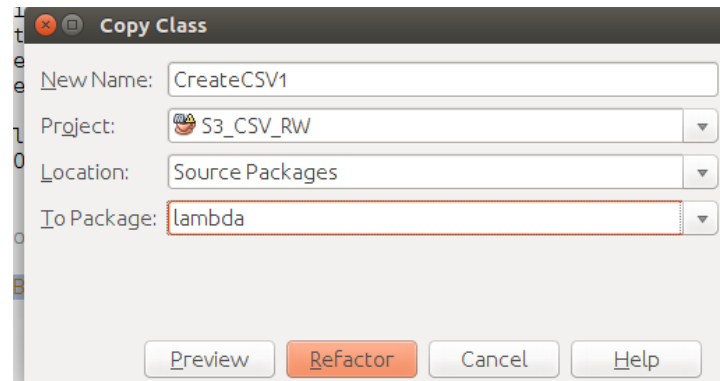 Copy Class
New Name: CreateCSV1
Project: S3_CSV_RW
Location: Source Packages
To Package: lambda
Preview Refactor Cancel Help